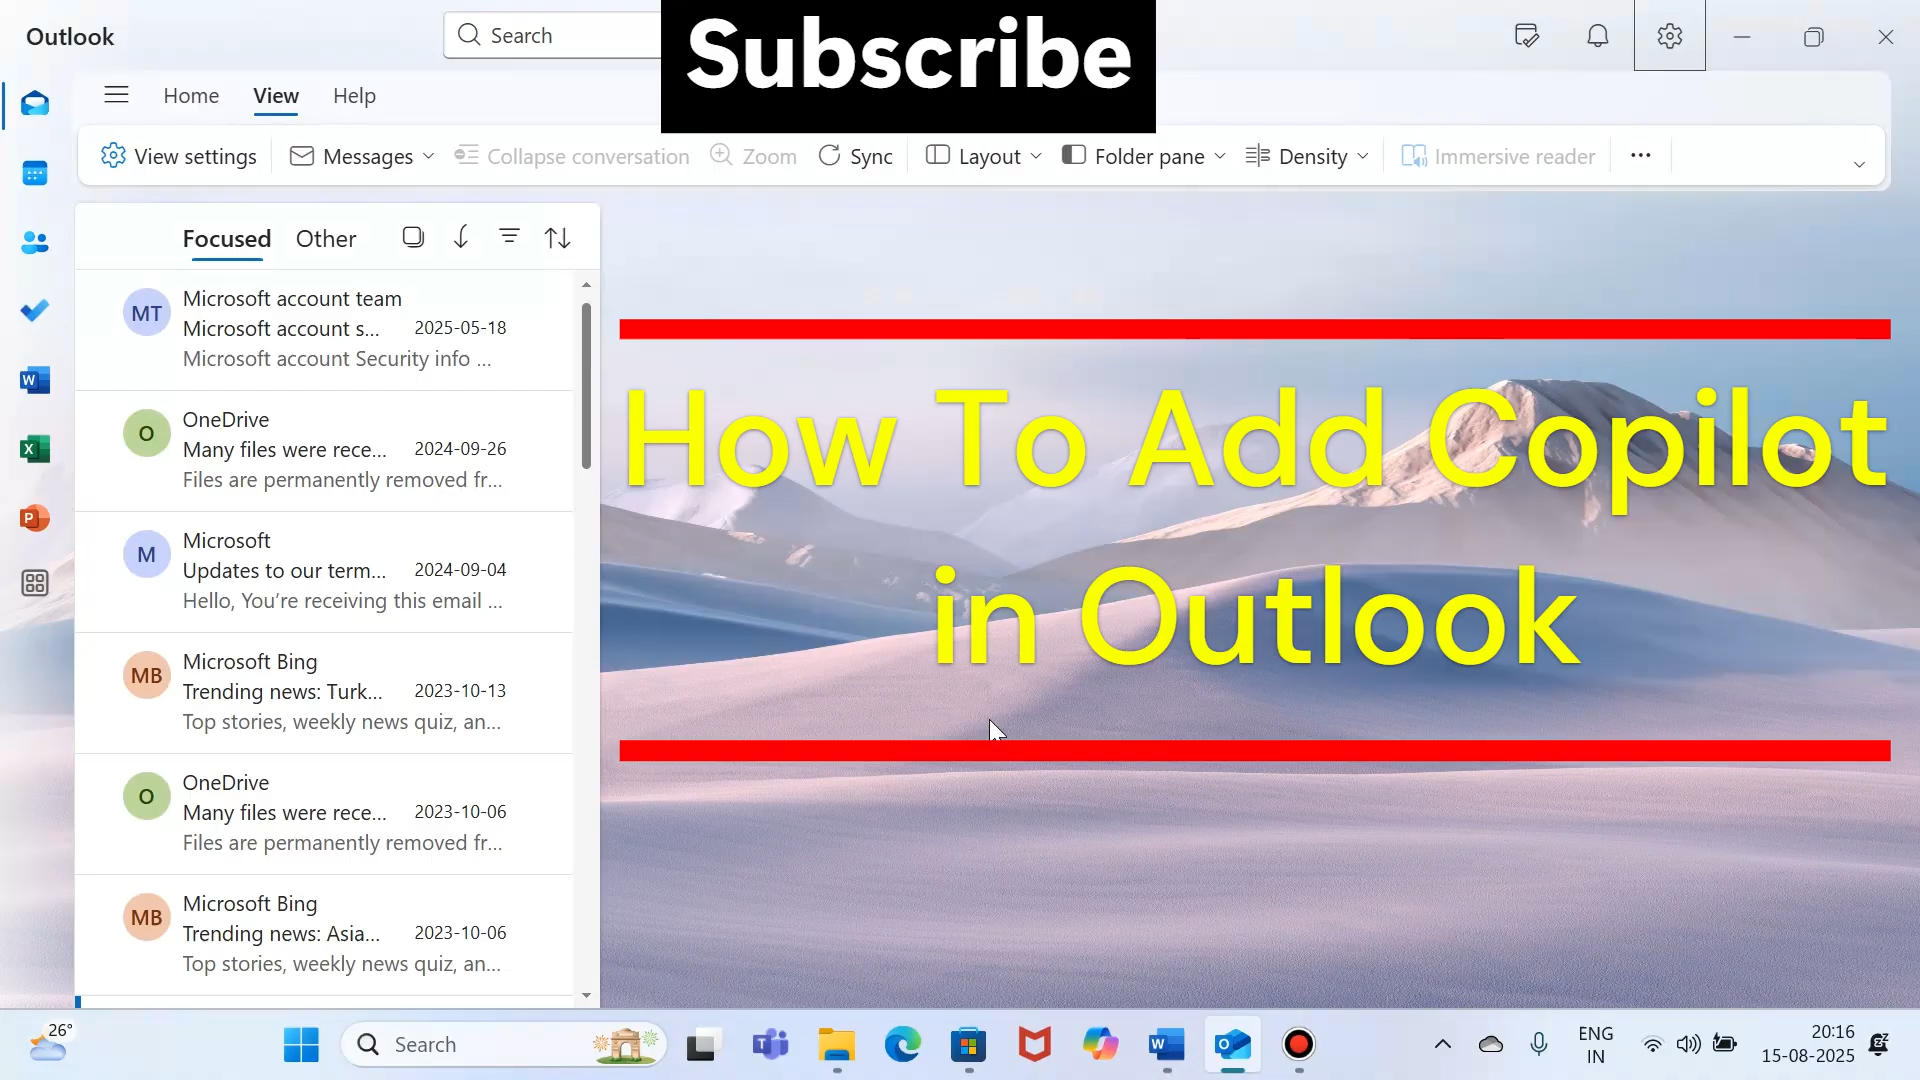 Outlook
Search
Subscribe
Home View Help
View settings Messages Collapse conversation Zoom Sync Layout Folder pane Density Immersive reader ...
Focused Other
MT
Microsoft account team
Microsoft account s... 2025-05-18
Microsoft account Security info ...
O
OneDrive
Many files were rece... 2024-09-26
Files are permanently removed fr...
M
Microsoft
Updates to our term... 2024-09-04
Hello, You're receiving this email ...
MB
Microsoft Bing
Trending news: Turk... 2023-10-13
Top stories, weekly news quiz, an...
O
OneDrive
Many files were rece... 2023-10-06
Files are permanently removed fr...
MB
Microsoft Bing
Trending news: Asia... 2023-10-06
Top stories, weekly news quiz, an...
How To Add Copilot
in Outlook
W
X
P
26°
Search
T
W
O
ENG
IN
20:16
15-08-2025